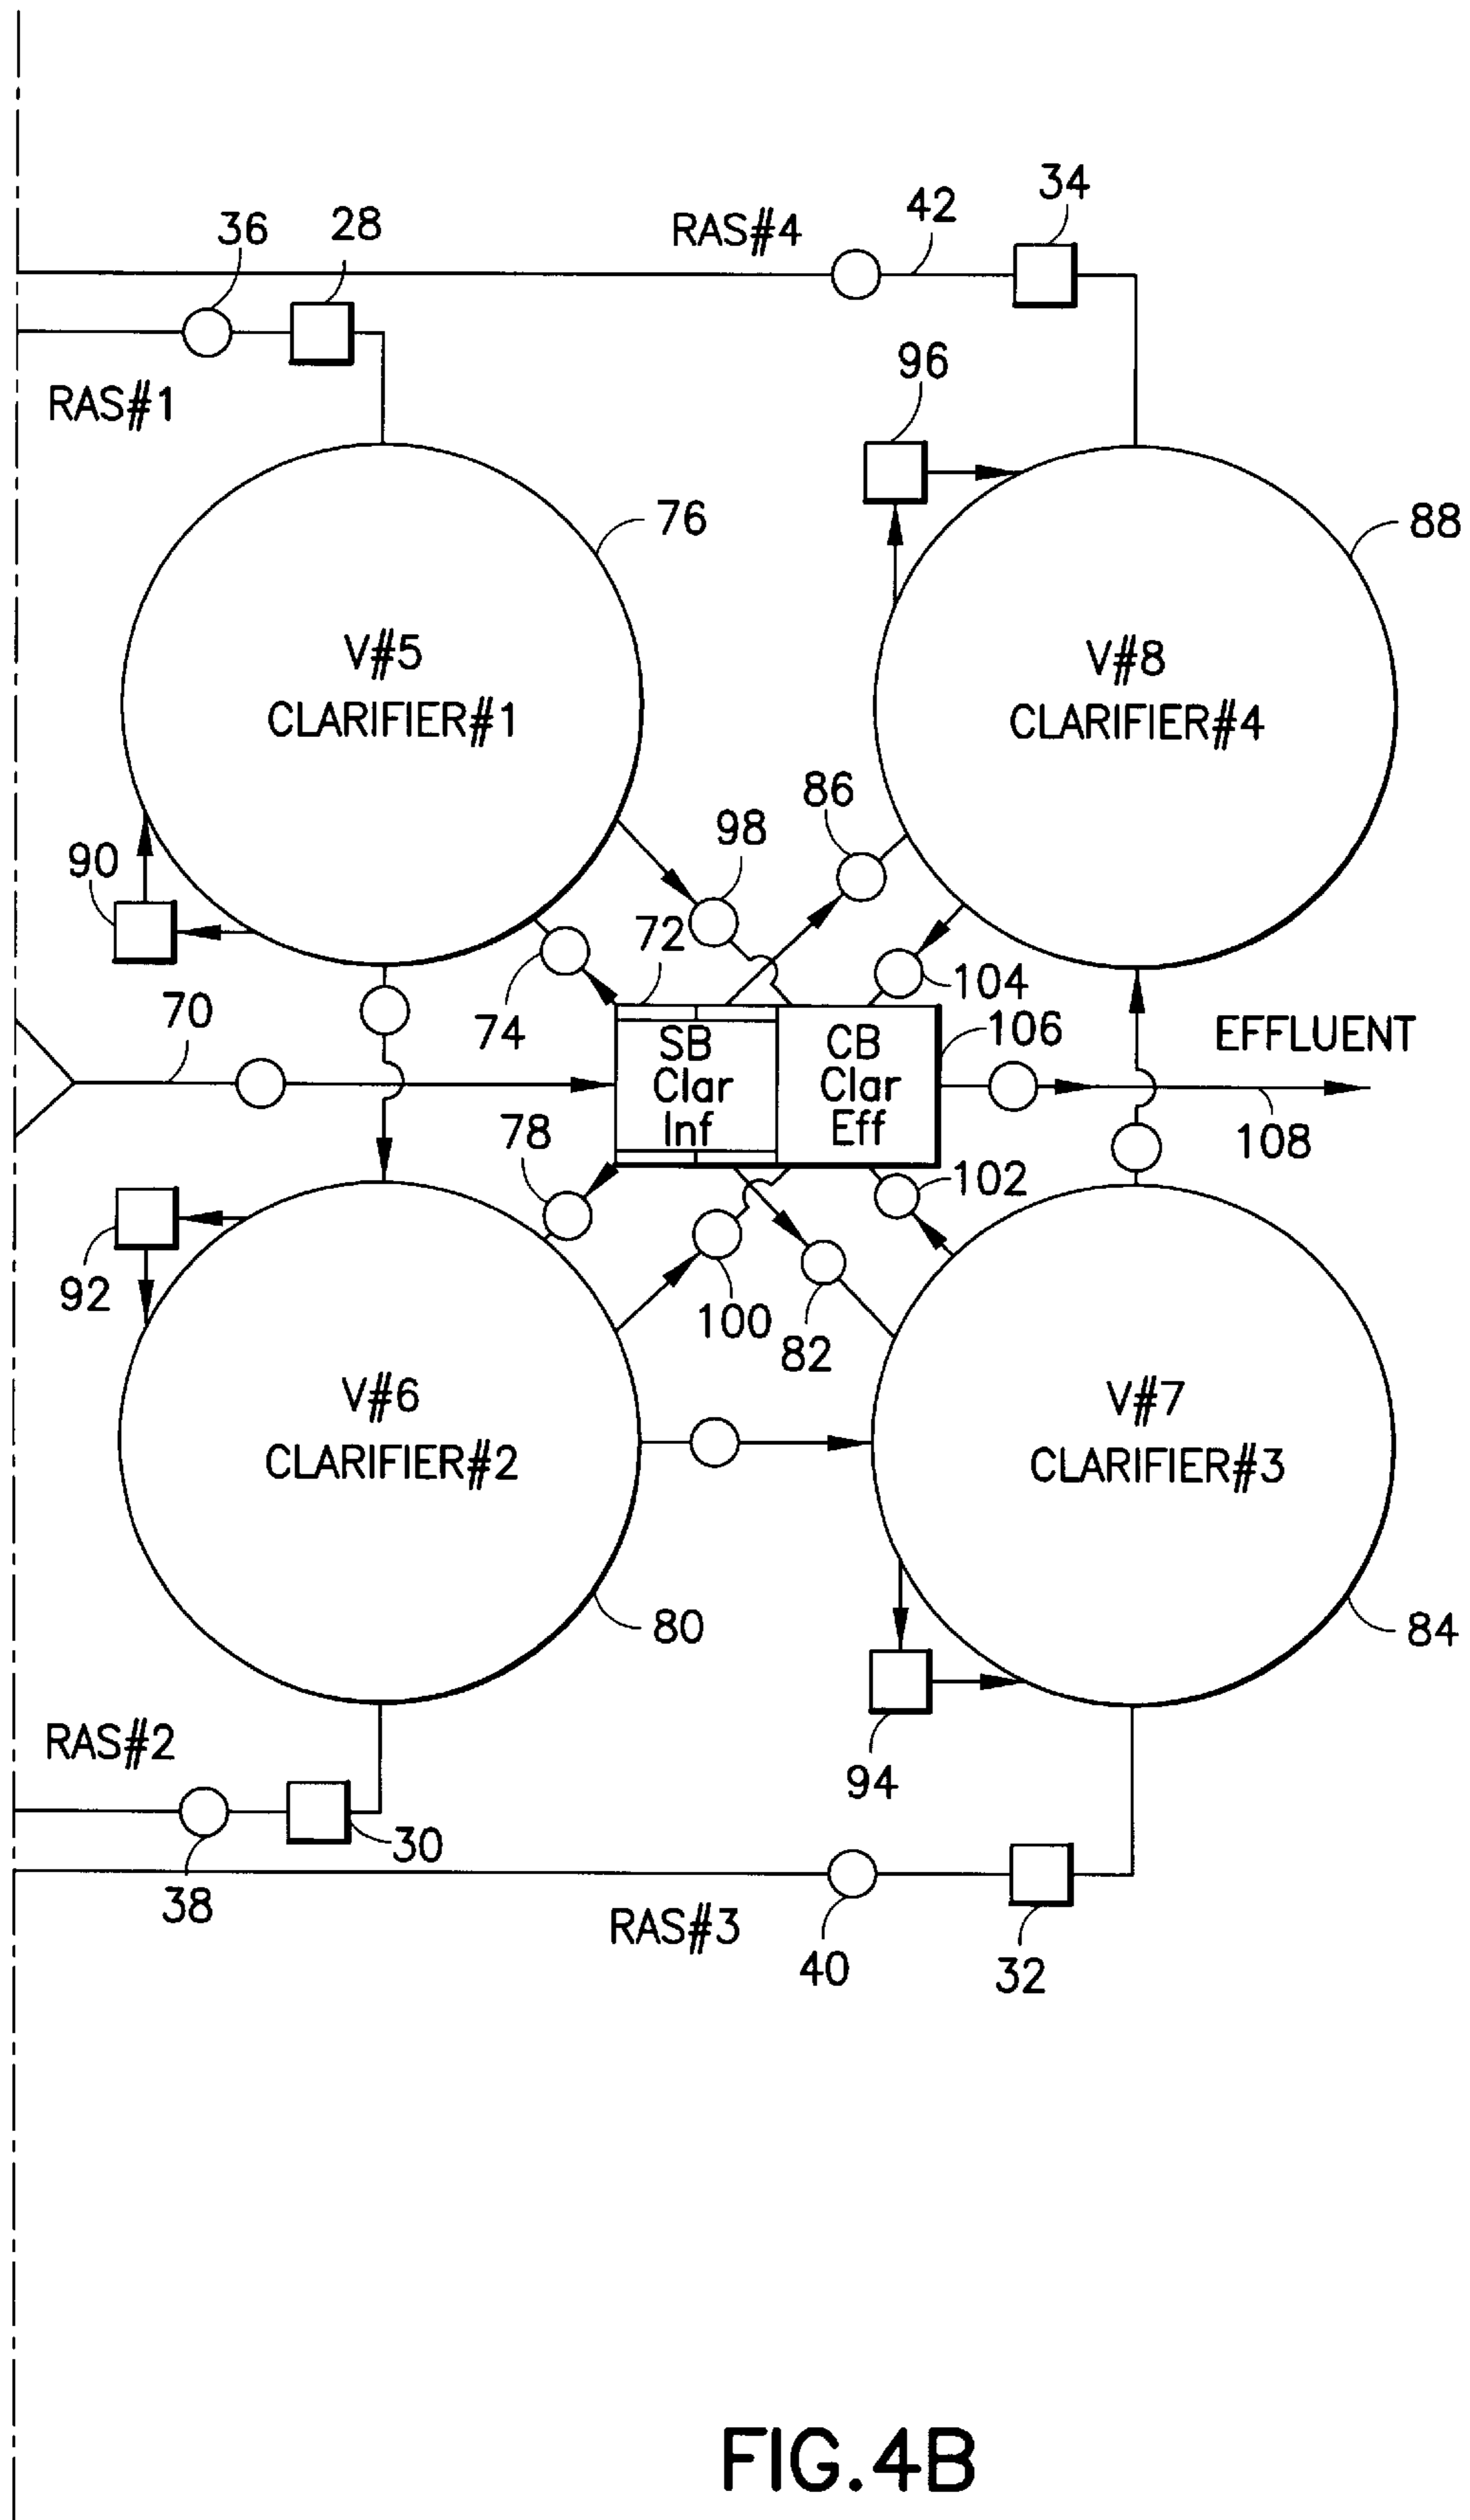 34
42
RAS#4
28
36
RAS#1
96
76
88
V#5
CLARIFIER#1
V#8
CLARIFIER#4
86
98
90
72
104
70
74
106
EFFLUENT
SB
Clar
Inf
CB
Clar
Eff
78
108
102
92
100
82
V#6
CLARIFIER#2
V#7
CLARIFIER#3
80
84
RAS#2
94
30
38
RAS#3
40
32
FIG.4B